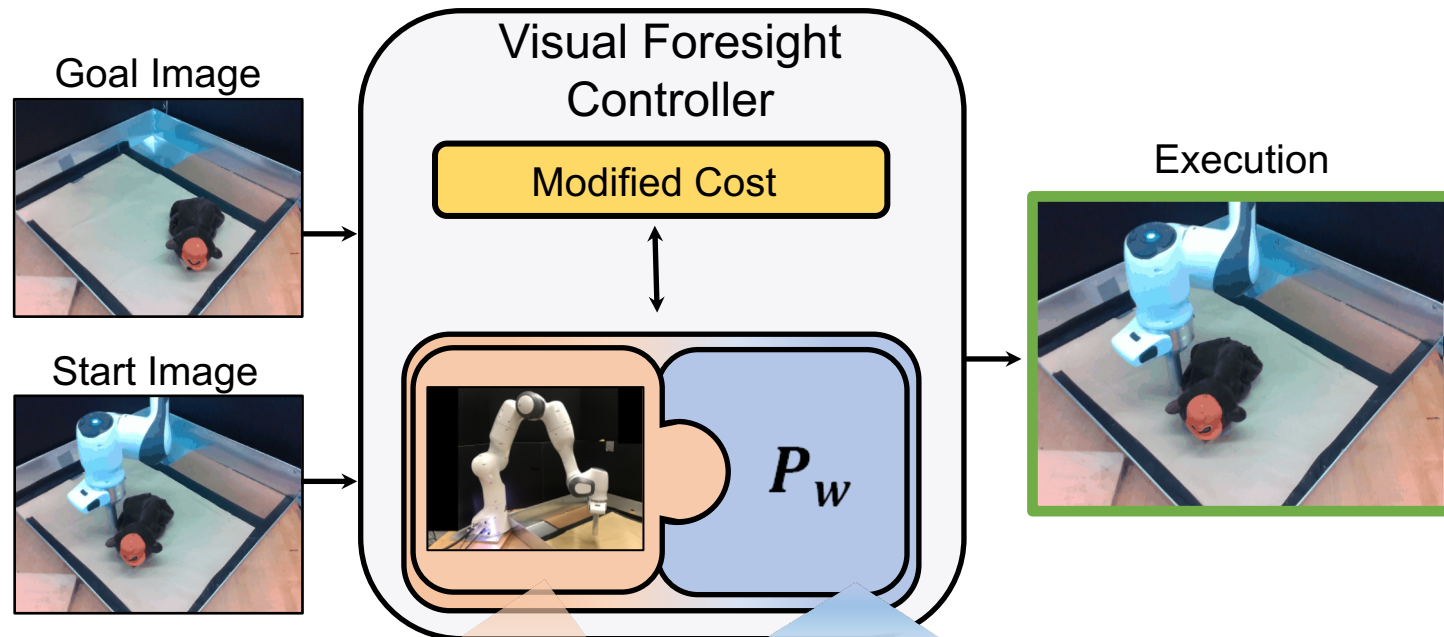 Goal Image
Start Image
Visual Foresight
Controller
Modified Cost
P_w
Execution